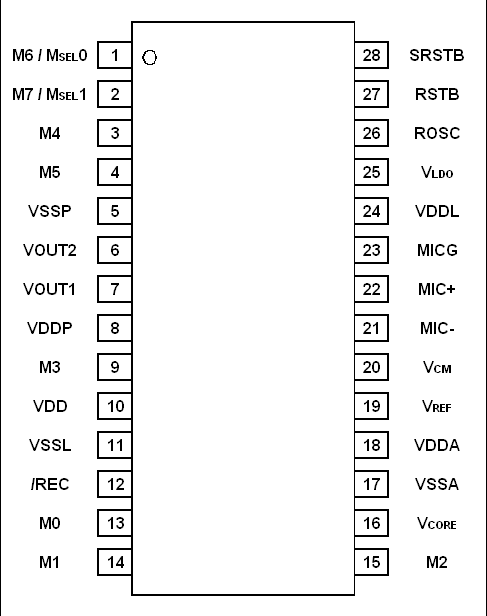 M6 / MSEL0 1 28 SRSTB
M7 / MSEL1 2 27 RSTB
M4 3 26 ROSC
M5 4 25 VLDO
VSSP 5 24 VDDL
VOUT2 6 23 MICG
VOUT1 7 22 MIC+
VDDP 8 21 MIC-
M3 9 20 VCM
VDD 10 19 VREF
VSSL 11 18 VDDA
/REC 12 17 VSSA
M0 13 16 VCORE
M1 14 15 M2